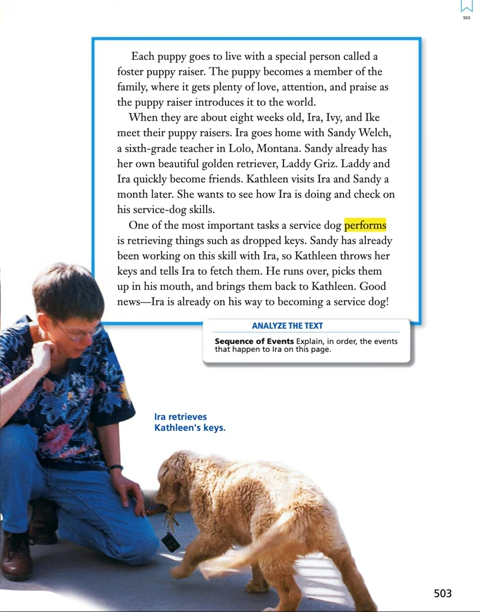 503
Each puppy goes to live with a special person called a
foster puppy raiser. The puppy becomes a member of the
family, where it gets plenty of love, attention, and praise as
the puppy raiser introduces it to the world.
When they are about eight weeks old, Ira, Ivy, and Ike
meet their puppy raisers. Ira goes home with Sandy Welch,
a sixth-grade teacher in Lolo, Montana. Sandy already has
her own beautiful golden retriever, Laddy Griz. Laddy and
Ira quickly become friends. Kathleen visits Ira and Sandy a
month later. She wants to see how Ira is doing and check on
his service-dog skills.
One of the most important tasks a service dog performs
is retrieving things such as dropped keys. Sandy has already
been working on this skill with Ira, so Kathleen throws her
keys and tells Ira to fetch them. He runs over, picks them
up in his mouth, and brings them back to Kathleen. Good
news—Ira is already on his way to becoming a service dog!
ANALYZE THE TEXT
Sequence of Events Explain, in order, the events
that happen to Ira on this page.
Ira retrieves
Kathleen's keys.
503